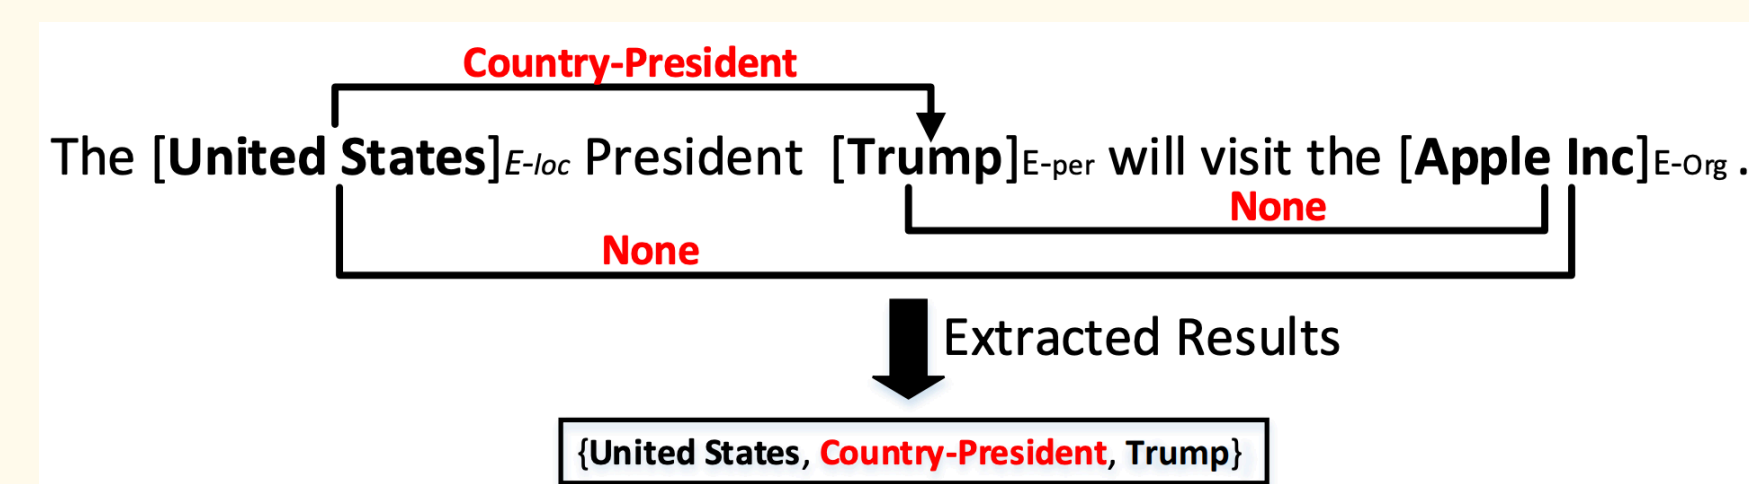 Country-President
The [United States]E-loc President [Trump]E-per will visit the [Apple Inc]E-Org .
None
None
Extracted Results
{United States, Country-President, Trump}